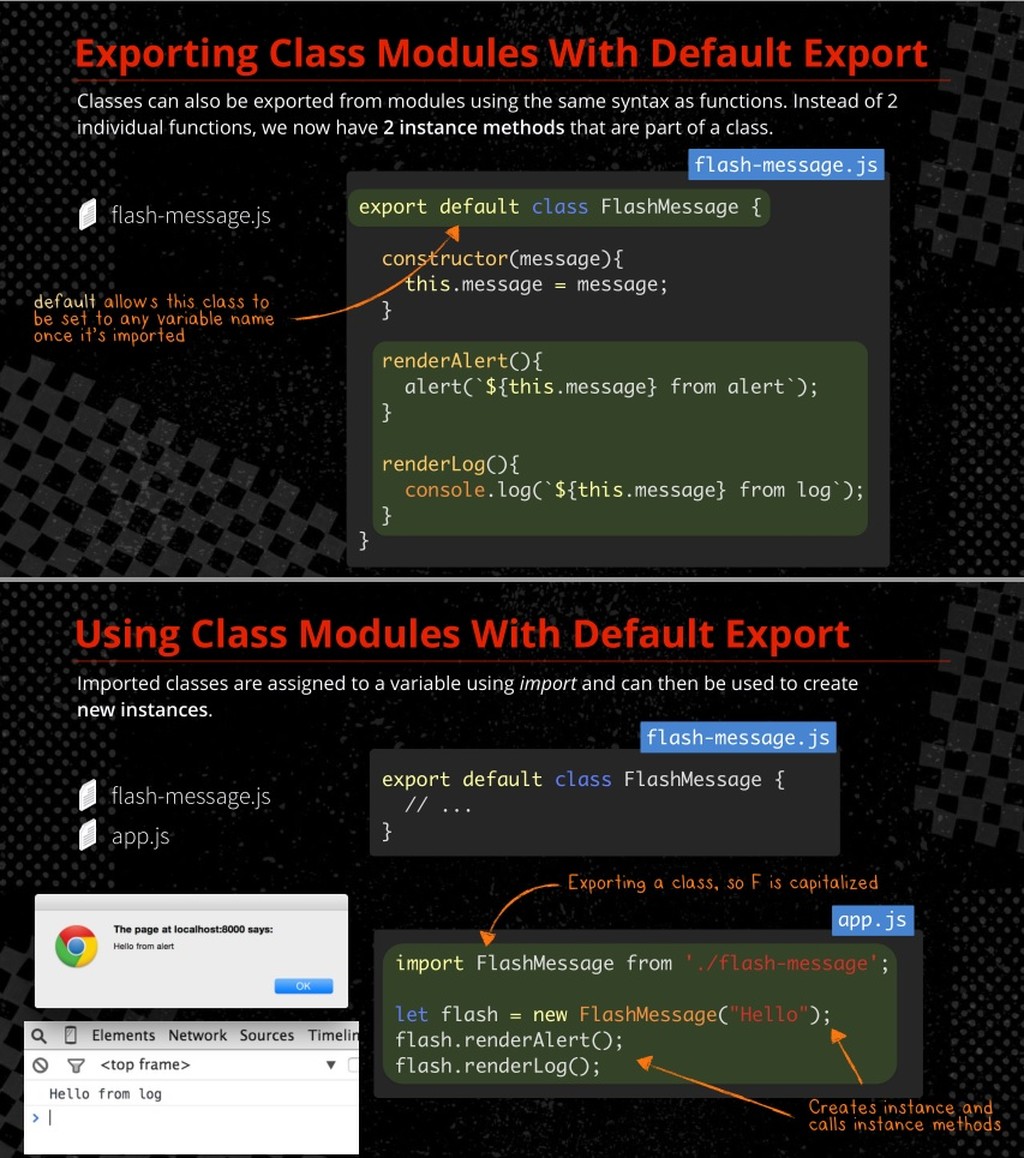 Exporting Class Modules With Default Export
Classes can also be exported from modules using the same syntax as functions. Instead of 2
individual functions, we now have 2 instance methods that are part of a class.
flash-message.js
flash-message.js
export default class FlashMessage {
constructor(message){
this.message = message;
}
default allows this class to
be set to any variable name
once it's imported
renderAlert(){
alert(`${this.message} from alert`);
}
renderLog(){
console.log(`${this.message} from log`);
}
}
Using Class Modules With Default Export
Imported classes are assigned to a variable using import and can then be used to create
new instances.
flash-message.js
flash-message.js
app.js
export default class FlashMessage {
// ...
}
Exporting a class, so F is capitalized
app.js
import FlashMessage from './flash-message';
let flash = new FlashMessage("Hello");
flash.renderAlert();
flash.renderLog();
Creates instance and
calls instance methods
The page at localhost:8000 says:
Hello from alert
OK
Elements Network Sources Timelin
<top frame>
Hello from log